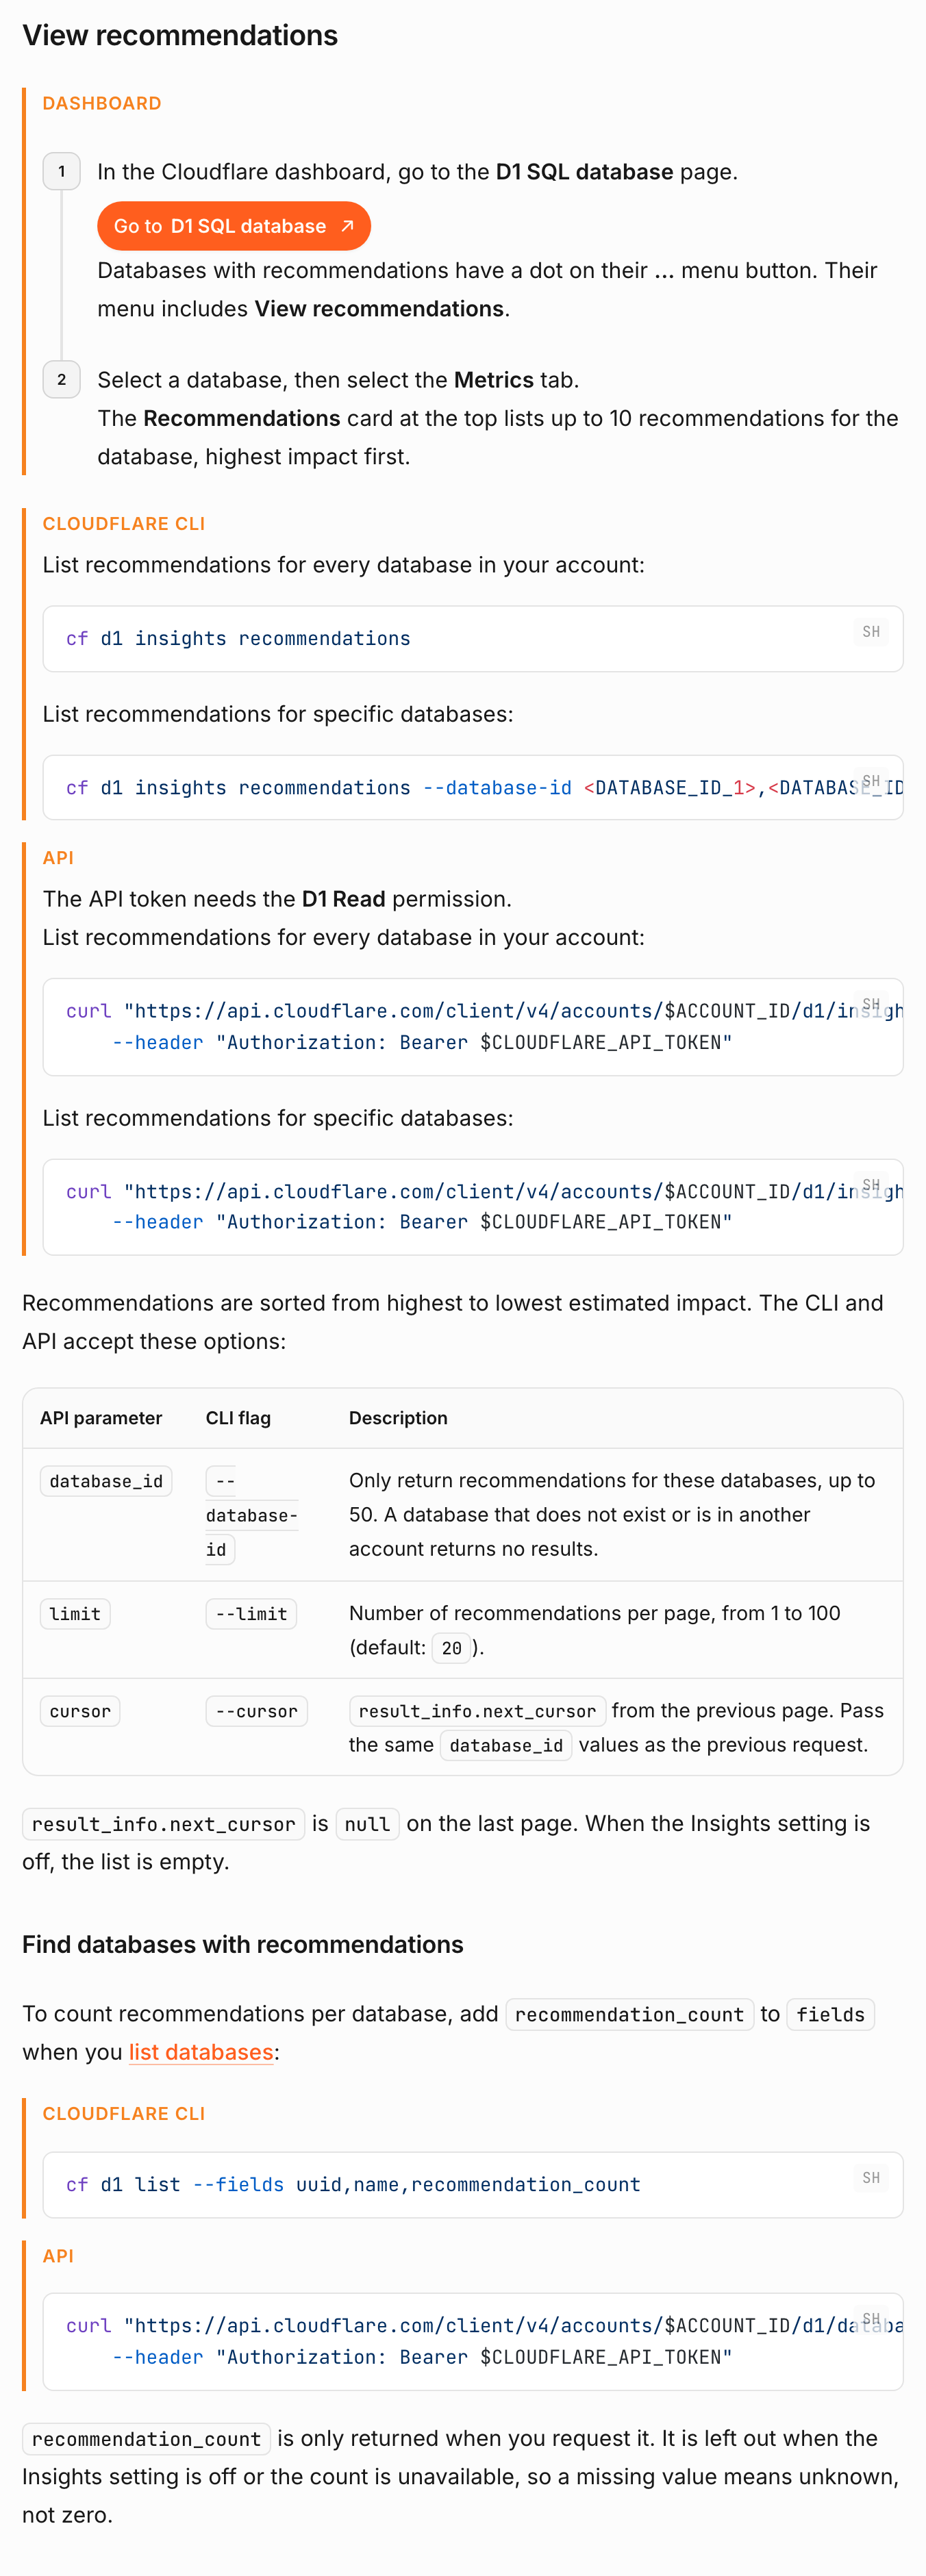 View recommendations
DASHBOARD
1
In the Cloudflare dashboard, go to the D1 SQL database page.
Go to D1 SQL database ↗
Databases with recommendations have a dot on their ... menu button. Their
menu includes View recommendations.
2
Select a database, then select the Metrics tab.
The Recommendations card at the top lists up to 10 recommendations for the
database, highest impact first.
CLOUDFLARE CLI
List recommendations for every database in your account:
SH
cf d1 insights recommendations
List recommendations for specific databases:
SH
cf d1 insights recommendations --database-id <DATABASE_ID_1>,<DATABASE_ID
API
The API token needs the D1 Read permission.
List recommendations for every database in your account:
SH
curl "https://api.cloudflare.com/client/v4/accounts/$ACCOUNT_ID/d1/insigh
--header "Authorization: Bearer $CLOUDFLARE_API_TOKEN"
List recommendations for specific databases:
SH
curl "https://api.cloudflare.com/client/v4/accounts/$ACCOUNT_ID/d1/insigh
--header "Authorization: Bearer $CLOUDFLARE_API_TOKEN"
Recommendations are sorted from highest to lowest estimated impact. The CLI and
API accept these options:
API parameter CLI flag Description
database_id
--
database-
id
Only return recommendations for these databases, up to
50. A database that does not exist or is in another
account returns no results.
limit
--limit
Number of recommendations per page, from 1 to 100
(default: 20 ).
cursor
--cursor
result_info.next_cursor from the previous page. Pass
the same database_id values as the previous request.
result_info.next_cursor is null on the last page. When the Insights setting is
off, the list is empty.
Find databases with recommendations
To count recommendations per database, add recommendation_count to fields
when you list databases:
CLOUDFLARE CLI
SH
cf d1 list --fields uuid,name,recommendation_count
API
SH
curl "https://api.cloudflare.com/client/v4/accounts/$ACCOUNT_ID/d1/databa
--header "Authorization: Bearer $CLOUDFLARE_API_TOKEN"
recommendation_count is only returned when you request it. It is left out when the
Insights setting is off or the count is unavailable, so a missing value means unknown,
not zero.